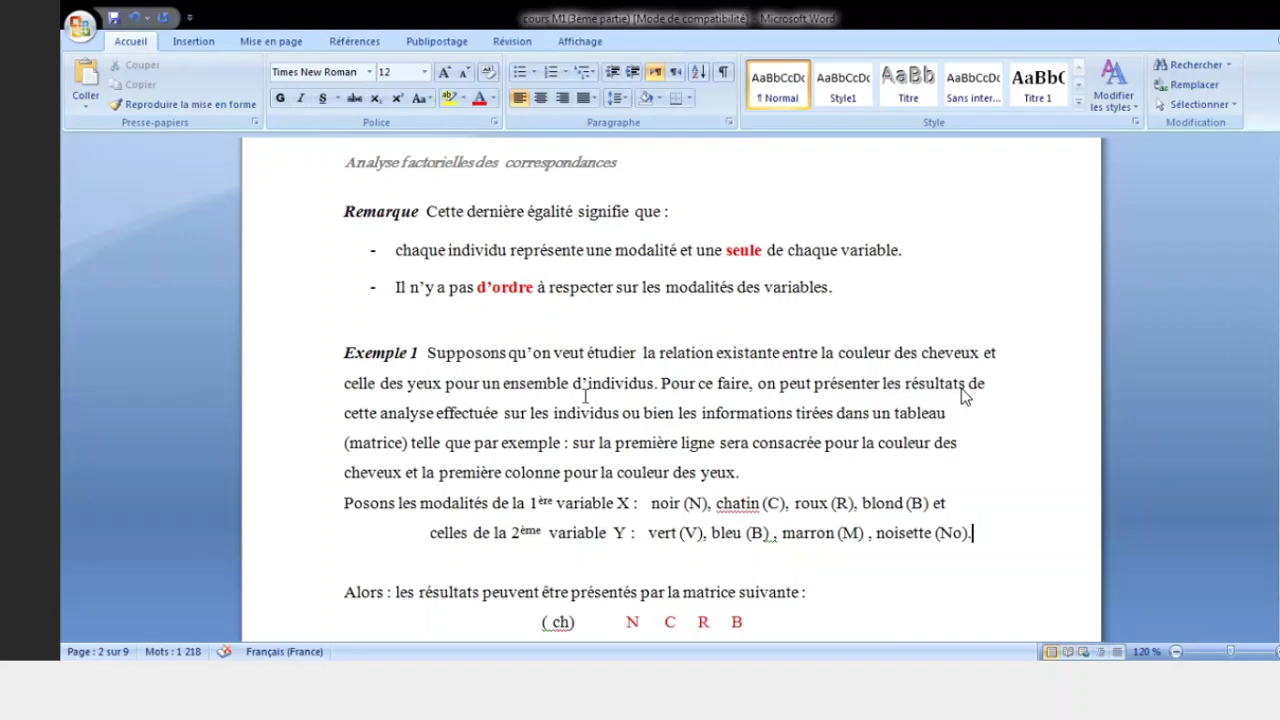 cours M1(3ème partie) [Mode de compatibilité] - Microsoft Word
Accueil Insertion Mise en page Références Publipostage Révision Affichage
Coller
Couper
Copier
Reproduire la mise en forme
Presse-papiers
Times New Roman 12
G I S abc X₂ X² Aa
Police
Paragraphe
AaBbCcDc AaBbCcDc AaBb AaBbCcDc AaBbC
¶ Normal Style1 Titre Sans inter... Titre 1
Modifier les styles
Style
Rechercher
Remplacer
Sélectionner
Modification
Analyse factorielles des correspondances
Remarque Cette dernière égalité signifie que :
- chaque individu représente une modalité et une seule de chaque variable.
- Il n’y a pas d’ordre à respecter sur les modalités des variables.
Exemple 1 Supposons qu’on veut étudier la relation existante entre la couleur des cheveux et
celle des yeux pour un ensemble d’individus. Pour ce faire, on peut présenter les résultats de
cette analyse effectuée sur les individus ou bien les informations tirées dans un tableau
(matrice) telle que par exemple : sur la première ligne sera consacrée pour la couleur des
cheveux et la première colonne pour la couleur des yeux.
Posons les modalités de la 1ère variable X : noir (N), chatin (C), roux (R), blond (B) et
celles de la 2ème variable Y : vert (V), bleu (B) , marron (M) , noisette (No).
Alors : les résultats peuvent être présentés par la matrice suivante :
( ch) N C R B
Page : 2 sur 9 Mots : 1 218 Français (France) 120 %